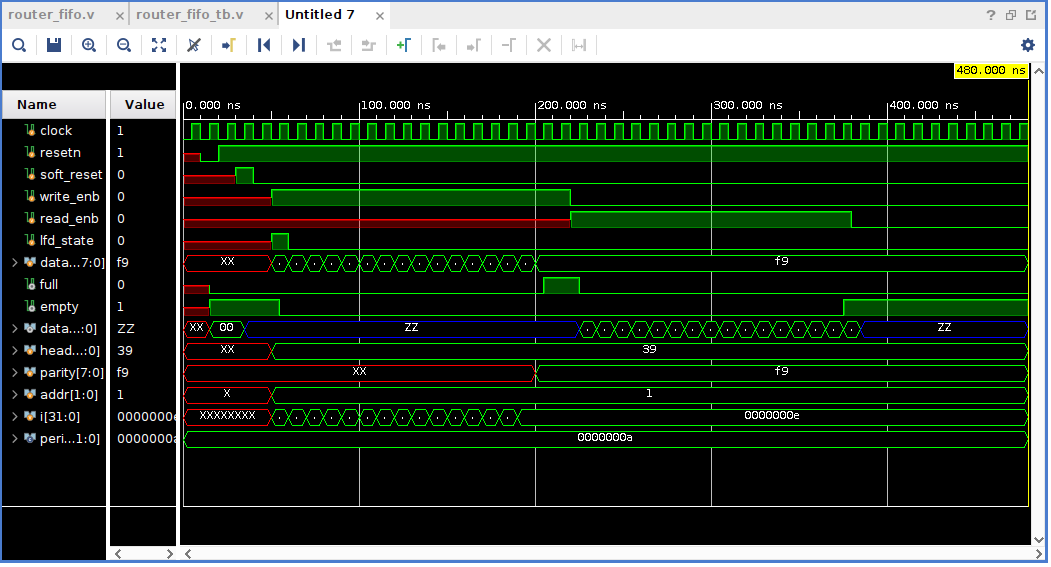 router_fifo.v × router_fifo_tb.v × Untitled 7 × ?
480.000 ns
Name Value 0.000 ns 100.000 ns 200.000 ns 300.000 ns 400.000 ns
clock 1
resetn 1
soft_reset 0
write_enb 0
read_enb 0
lfd_state 0
data...7:0] f9 XX f9
full 0
empty 1
data...:0] ZZ XX 00 ZZ ZZ
head...:0] 39 XX 39
parity[7:0] f9 XX f9
addr[1:0] 1 X 1
i[31:0] 0000000e XXXXXXXX 0000000e
peri...1:0] 0000000a 0000000a